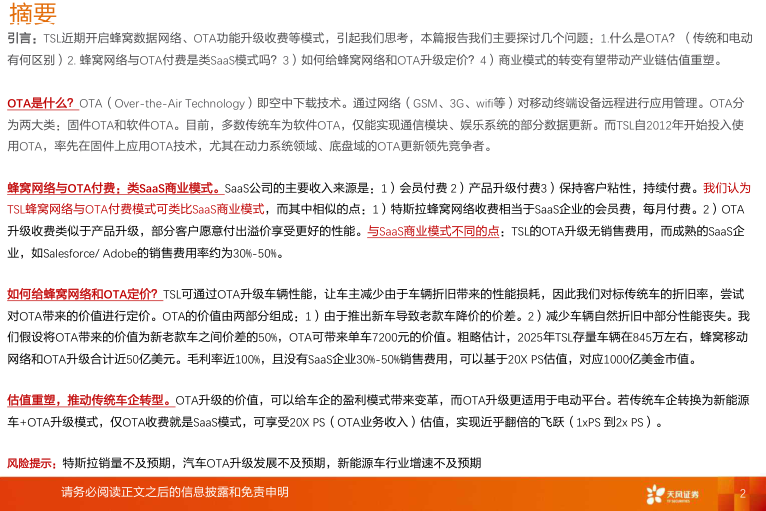 摘要
引言：TSL近期开启蜂窝数据网络、OTA功能升级收费等模式，引起我们思考，本篇报告我们主要探讨几个问题：1.什么是OTA？（传统和电动
有何区别）2. 蜂窝网络与OTA付费是类SaaS模式吗？3）如何给蜂窝网络和OTA升级定价？4）商业模式的转变有望带动产业链估值重塑。
OTA是什么？OTA（Over-the-Air Technology）即空中下载技术。通过网络（GSM、3G、wifi等）对移动终端设备远程进行应用管理。OTA分
为两大类：固件OTA和软件OTA。目前，多数传统车为软件OTA，仅能实现通信模块、娱乐系统的部分数据更新。而TSL自2012年开始投入使
用OTA，率先在固件上应用OTA技术，尤其在动力系统领域、底盘域的OTA更新领先竞争者。
蜂窝网络与OTA付费：类SaaS商业模式。SaaS公司的主要收入来源是：1）会员付费 2）产品升级付费3）保持客户粘性，持续付费。我们认为
TSL蜂窝网络与OTA付费模式可类比SaaS商业模式，而其中相似的点：1）特斯拉蜂窝网络收费相当于SaaS企业的会员费，每月付费。2）OTA
升级收费类似于产品升级，部分客户愿意付出溢价享受更好的性能。与SaaS商业模式不同的点：TSL的OTA升级无销售费用，而成熟的SaaS企
业，如Salesforce/ Adobe的销售费用率约为30%-50%。
如何给蜂窝网络和OTA定价？TSL可通过OTA升级车辆性能，让车主减少由于车辆折旧带来的性能损耗，因此我们对标传统车的折旧率，尝试
对OTA带来的价值进行定价。OTA的价值由两部分组成：1）由于推出新车导致老款车降价的价差。2）减少车辆自然折旧中部分性能丧失。我
们假设将OTA带来的价值为新老款车之间价差的50%，OTA可带来单车7200元的价值。粗略估计，2025年TSL存量车辆在845万左右，蜂窝移动
网络和OTA升级合计近50亿美元。毛利率近100%，且没有SaaS企业30%-50%销售费用，可以基于20X PS估值，对应1000亿美金市值。
估值重塑，推动传统车企转型。OTA升级的价值，可以给车企的盈利模式带来变革，而OTA升级更适用于电动平台。若传统车企转换为新能源
车+OTA升级模式，仅OTA收费就是SaaS模式，可享受20X PS（OTA业务收入）估值，实现近乎翻倍的飞跃（1xPS 到2x PS）。
风险提示：特斯拉销量不及预期，汽车OTA升级发展不及预期，新能源车行业增速不及预期
请务必阅读正文之后的信息披露和免责申明
天风证券
TF SECURITIES
2